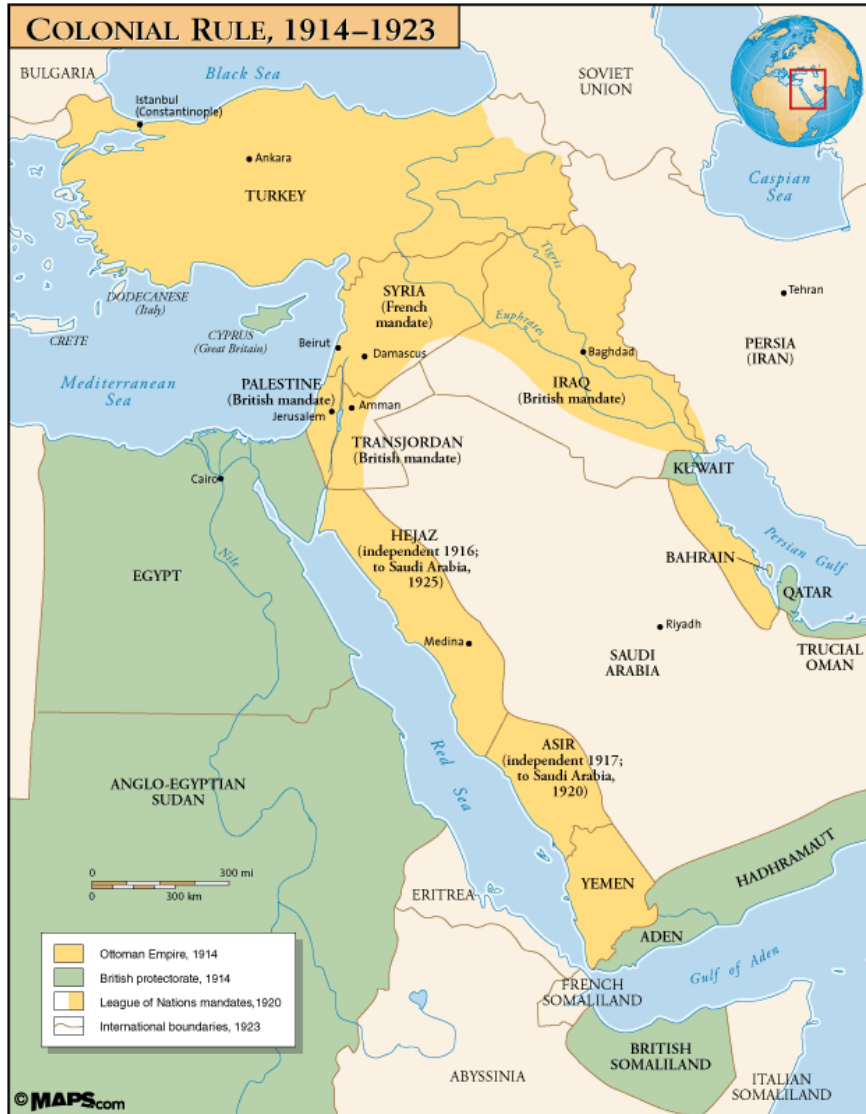 COLONIAL RULE, 1914–1923
BULGARIA
Black Sea
SOVIET
UNION
Istanbul
(Constantinople)
Ankara
TURKEY
Caspian
Sea
Tigris
Tehran
DODECANESE
(Italy)
SYRIA
(French
mandate)
Euphrates
CRETE
CYPRUS
(Great Britain)
Beirut
Damascus
Baghdad
PERSIA
(IRAN)
Mediterranean
Sea
PALESTINE
(British mandate)
Jerusalem
Amman
IRAQ
(British mandate)
TRANSJORDAN
(British mandate)
Cairo
KUWAIT
Nile
HEJAZ
(independent 1916;
to Saudi Arabia,
1925)
Persian Gulf
EGYPT
BAHRAIN
QATAR
Medina
Riyadh
SAUDI
ARABIA
TRUCIAL
OMAN
Red
Sea
ASIR
(independent 1917;
to Saudi Arabia,
1920)
ANGLO-EGYPTIAN
SUDAN
0 300 mi
0 300 km
ERITREA
YEMEN
HADHRAMAUT
ADEN
Gulf of Aden
Ottoman Empire, 1914
British protectorate, 1914
League of Nations mandates,1920
International boundaries, 1923
FRENCH
SOMALILAND
BRITISH
SOMALILAND
ABYSSINIA
ITALIAN
SOMALILAND
©MAPS.com